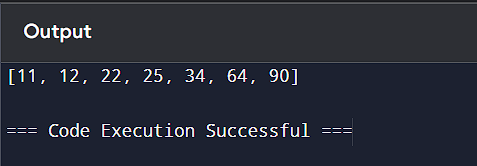 Output
[11, 12, 22, 25, 34, 64, 90]
=== Code Execution Successful ===